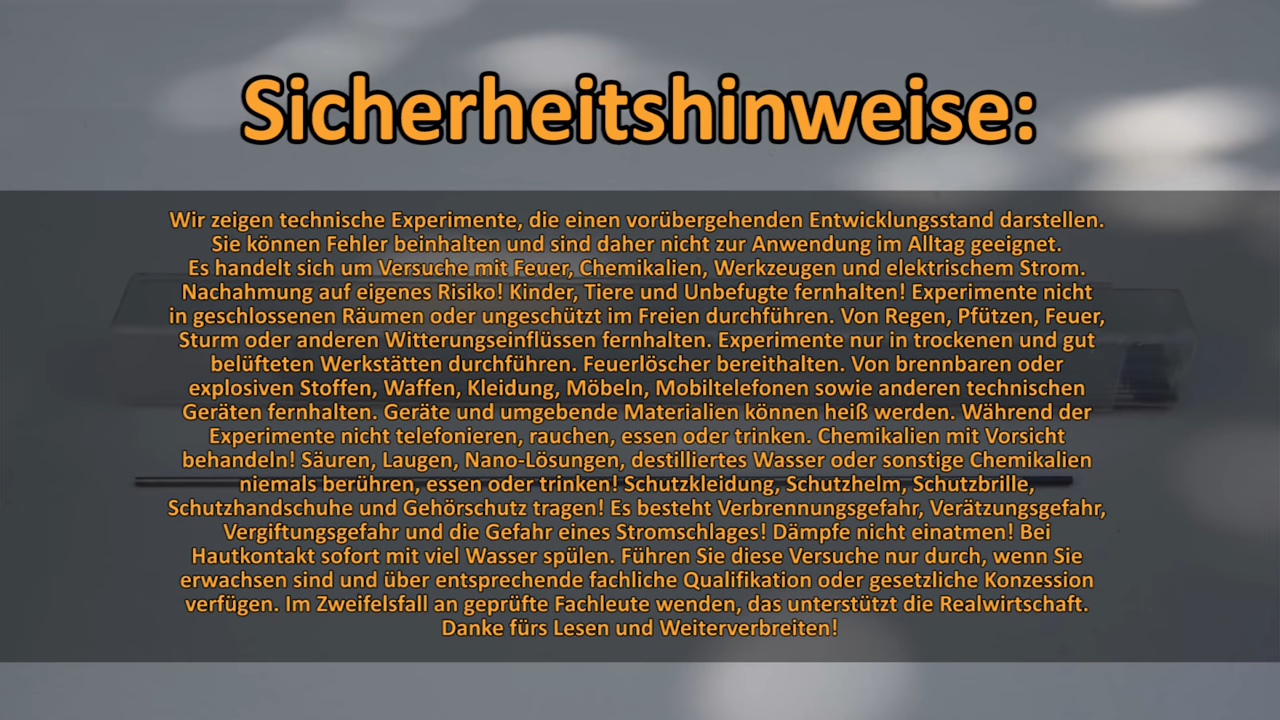 Sicherheitshinweise:
Wir zeigen technische Experimente, die einen vorübergehenden Entwicklungsstand darstellen.
Sie können Fehler beinhalten und sind daher nicht zur Anwendung im Alltag geeignet.
Es handelt sich um Versuche mit Feuer, Chemikalien, Werkzeugen und elektrischem Strom.
Nachahmung auf eigenes Risiko! Kinder, Tiere und Unbefugte fernhalten! Experimente nicht
in geschlossenen Räumen oder ungeschützt im Freien durchführen. Von Regen, Pfützen, Feuer,
Sturm oder anderen Witterungseinflüssen fernhalten. Experimente nur in trockenen und gut
belüfteten Werkstätten durchführen. Feuerlöscher bereithalten. Von brennbaren oder
explosiven Stoffen, Waffen, Kleidung, Möbeln, Mobiltelefonen sowie anderen technischen
Geräten fernhalten. Geräte und umgebende Materialien können heiß werden. Während der
Experimente nicht telefonieren, rauchen, essen oder trinken. Chemikalien mit Vorsicht
behandeln! Säuren, Laugen, Nano-Lösungen, destilliertes Wasser oder sonstige Chemikalien
niemals berühren, essen oder trinken! Schutzkleidung, Schutzhelm, Schutzbrille,
Schutzhandschuhe und Gehörschutz tragen! Es besteht Verbrennungsgefahr, Verätzungsgefahr,
Vergiftungsgefahr und die Gefahr eines Stromschlages! Dämpfe nicht einatmen! Bei
Hautkontakt sofort mit viel Wasser spülen. Führen Sie diese Versuche nur durch, wenn Sie
erwachsen sind und über entsprechende fachliche Qualifikation oder gesetzliche Konzession
verfügen. Im Zweifelsfall an geprüfte Fachleute wenden, das unterstützt die Realwirtschaft.
Danke fürs Lesen und Weiterverbreiten!